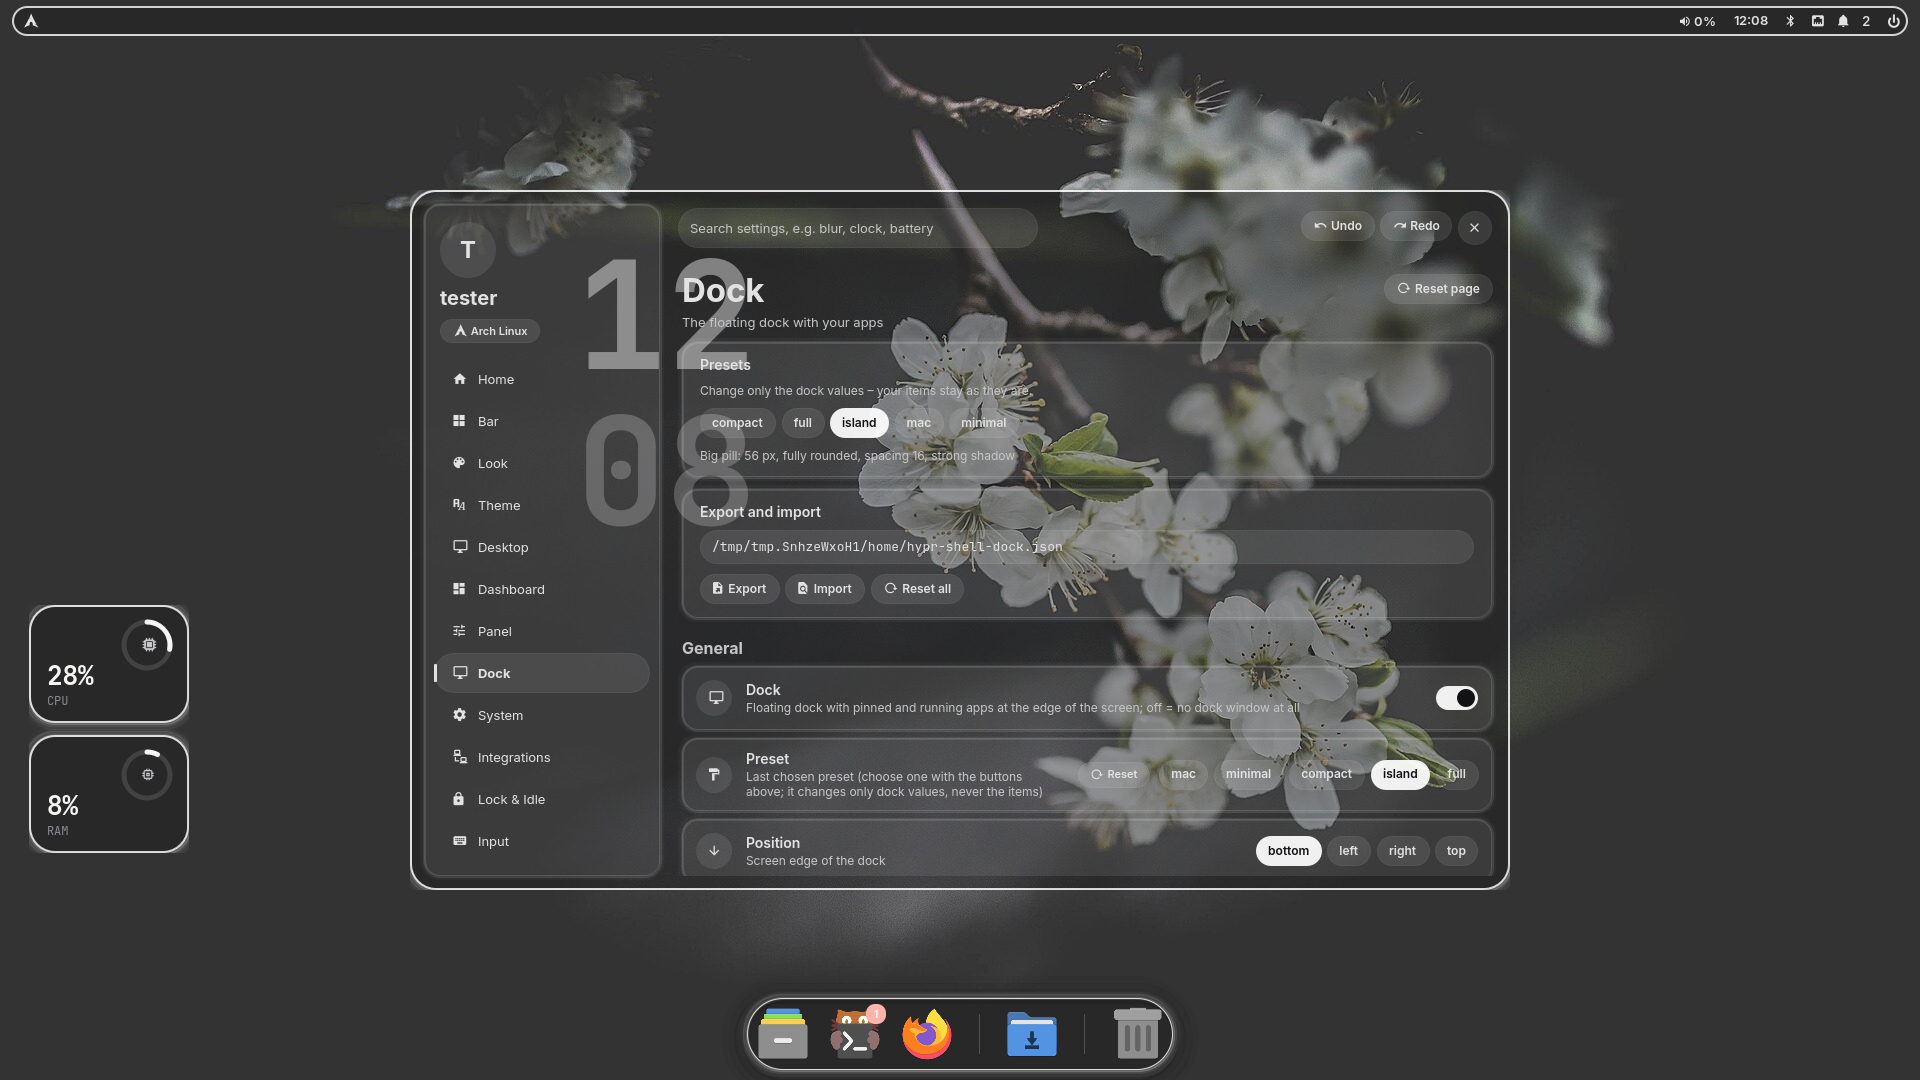 0%
12:08
2
T
tester
Arch Linux
Home
Bar
Look
Theme
Desktop
Dashboard
Panel
Dock
System
Integrations
Lock & Idle
Input
12
08
Search settings, e.g. blur, clock, battery
Undo
Redo
Dock
Reset page
The floating dock with your apps
Presets
Change only the dock values – your items stay as they are.
compact
full
island
mac
minimal
Big pill: 56 px, fully rounded, spacing 16, strong shadow
Export and import
/tmp/tmp.SnhzeWxoH1/home/hypr-shell-dock.json
Export
Import
Reset all
General
Dock
Floating dock with pinned and running apps at the edge of the screen; off = no dock window at all
Preset
Last chosen preset (choose one with the buttons
above; it changes only dock values, never the items)
Reset
mac
minimal
compact
island
full
Position
Screen edge of the dock
bottom
left
right
top
28%
CPU
8%
RAM
1